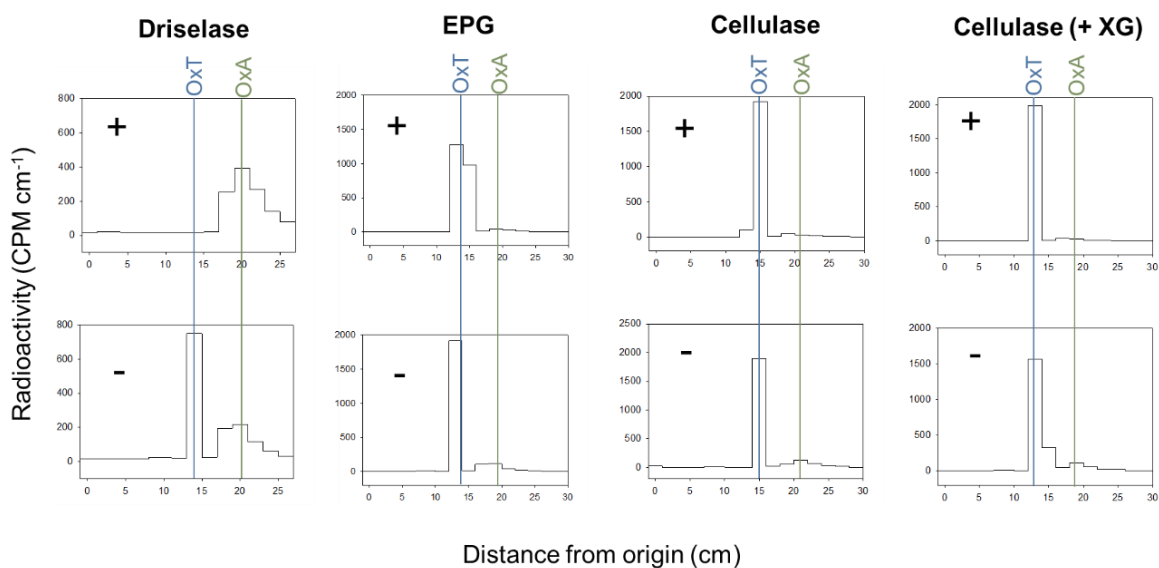 Driselase
EPG
Cellulase
Cellulase (+ XG)
OxT
OxA
OxT
OxA
OxT
OxA
OxT
OxA
Radioactivity (CPM cm-1)
800
600
400
200
0
+
0 5 10 15 20 25
2000
1500
1000
500
0
+
0 5 10 15 20 25 30
2000
1500
1000
500
0
+
0 5 10 15 20 25 30
2000
1500
1000
500
0
+
0 5 10 15 20 25 30
800
600
400
200
0
-
0 5 10 15 20 25
2000
1500
1000
500
0
-
0 5 10 15 20 25 30
2500
2000
1500
1000
500
0
-
0 5 10 15 20 25 30
2000
1500
1000
500
0
-
0 5 10 15 20 25 30
Distance from origin (cm)